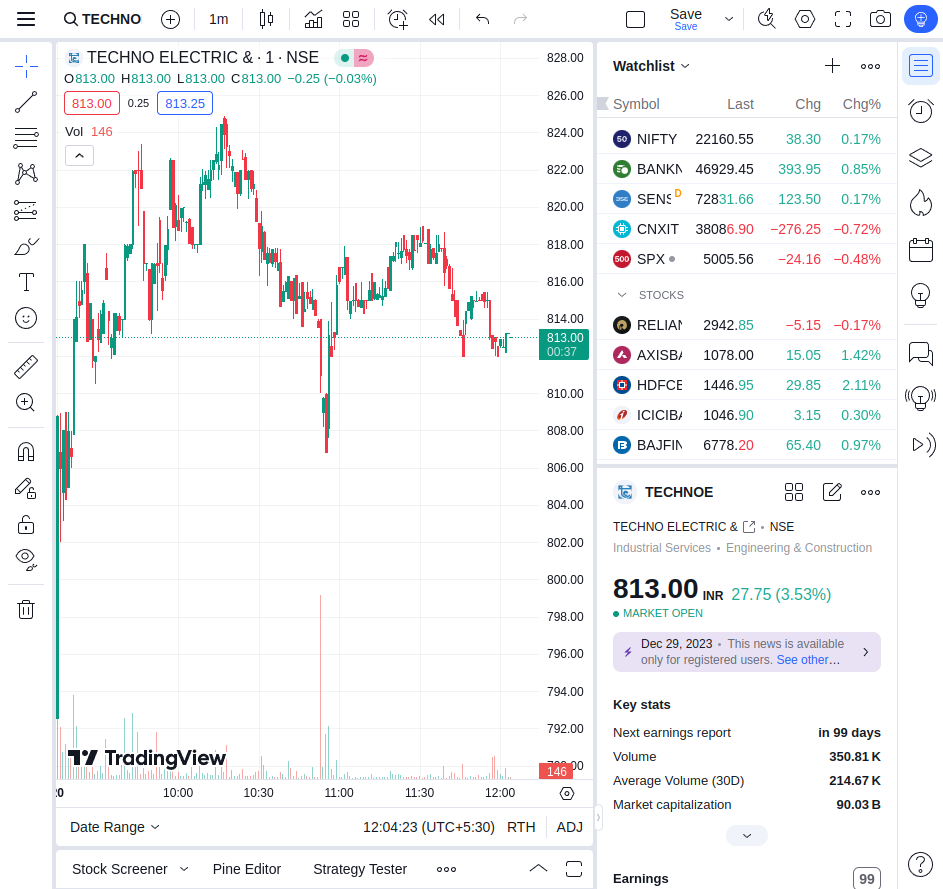 TECHNO 1m Save
Save
TECHNO ELECTRIC & · 1 · NSE
O813.00 H813.00 L813.00 C813.00 −0.25 (−0.03%)
813.00 0.25 813.25
Vol 146
828.00
826.00
824.00
822.00
820.00
818.00
816.00
814.00
813.00
00:37
810.00
808.00
806.00
804.00
802.00
800.00
798.00
796.00
794.00
792.00
146
TradingView
10:00 10:30 11:00 11:30 12:00
Date Range 12:04:23 (UTC+5:30) RTH ADJ
Stock Screener Pine Editor Strategy Tester
Watchlist
Symbol Last Chg Chg%
50 NIFTY 22160.55 38.30 0.17%
BANKN 46929.45 393.95 0.85%
SENS D 72831.66 123.50 0.17%
CNXIT 38086.90 −276.25 −0.72%
500 SPX 5005.56 −24.16 −0.48%
STOCKS
RELIAN 2942.85 −5.15 −0.17%
AXISBA 1078.00 15.05 1.42%
HDFCB 1446.95 29.85 2.11%
ICICIBA 1046.90 3.15 0.30%
BAJFIN 6778.20 65.40 0.97%
TECHNOE
TECHNO ELECTRIC & • NSE
Industrial Services • Engineering & Construction
813.00 INR 27.75 (3.53%)
MARKET OPEN
Dec 29, 2023 • This news is available
only for registered users. See other…
Key stats
Next earnings report in 99 days
Volume 350.81 K
Average Volume (30D) 214.67 K
Market capitalization 90.03 B
Earnings 99